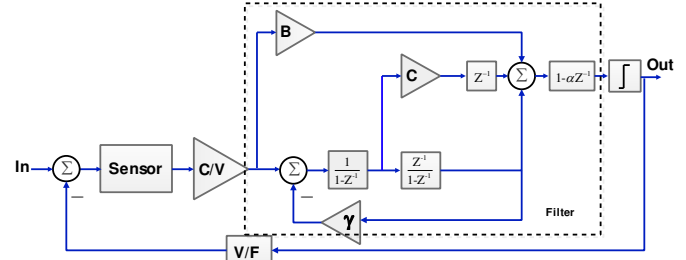 B
C
Z⁻¹
Σ
1-αZ⁻¹
Out
In
Σ
Sensor
C/V
Σ
1
1-Z⁻¹
Z⁻¹
1-Z⁻¹
γ
Filter
V/F